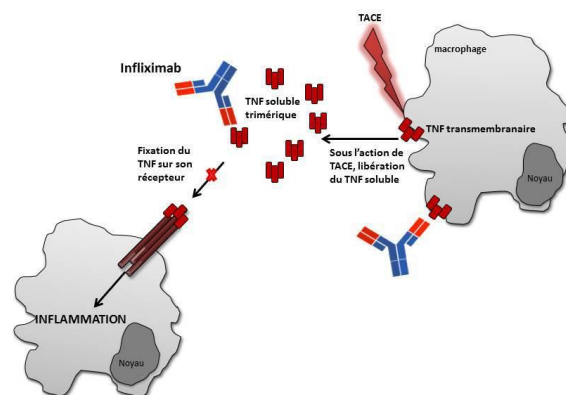 TACE
macrophage
Infliximab
TNF soluble
trimérique
TNF transmembranaire
Fixation du
TNF sur son
récepteur
Sous l'action de
TACE, libération
du TNF soluble
Noyau
INFLAMMATION
Noyau